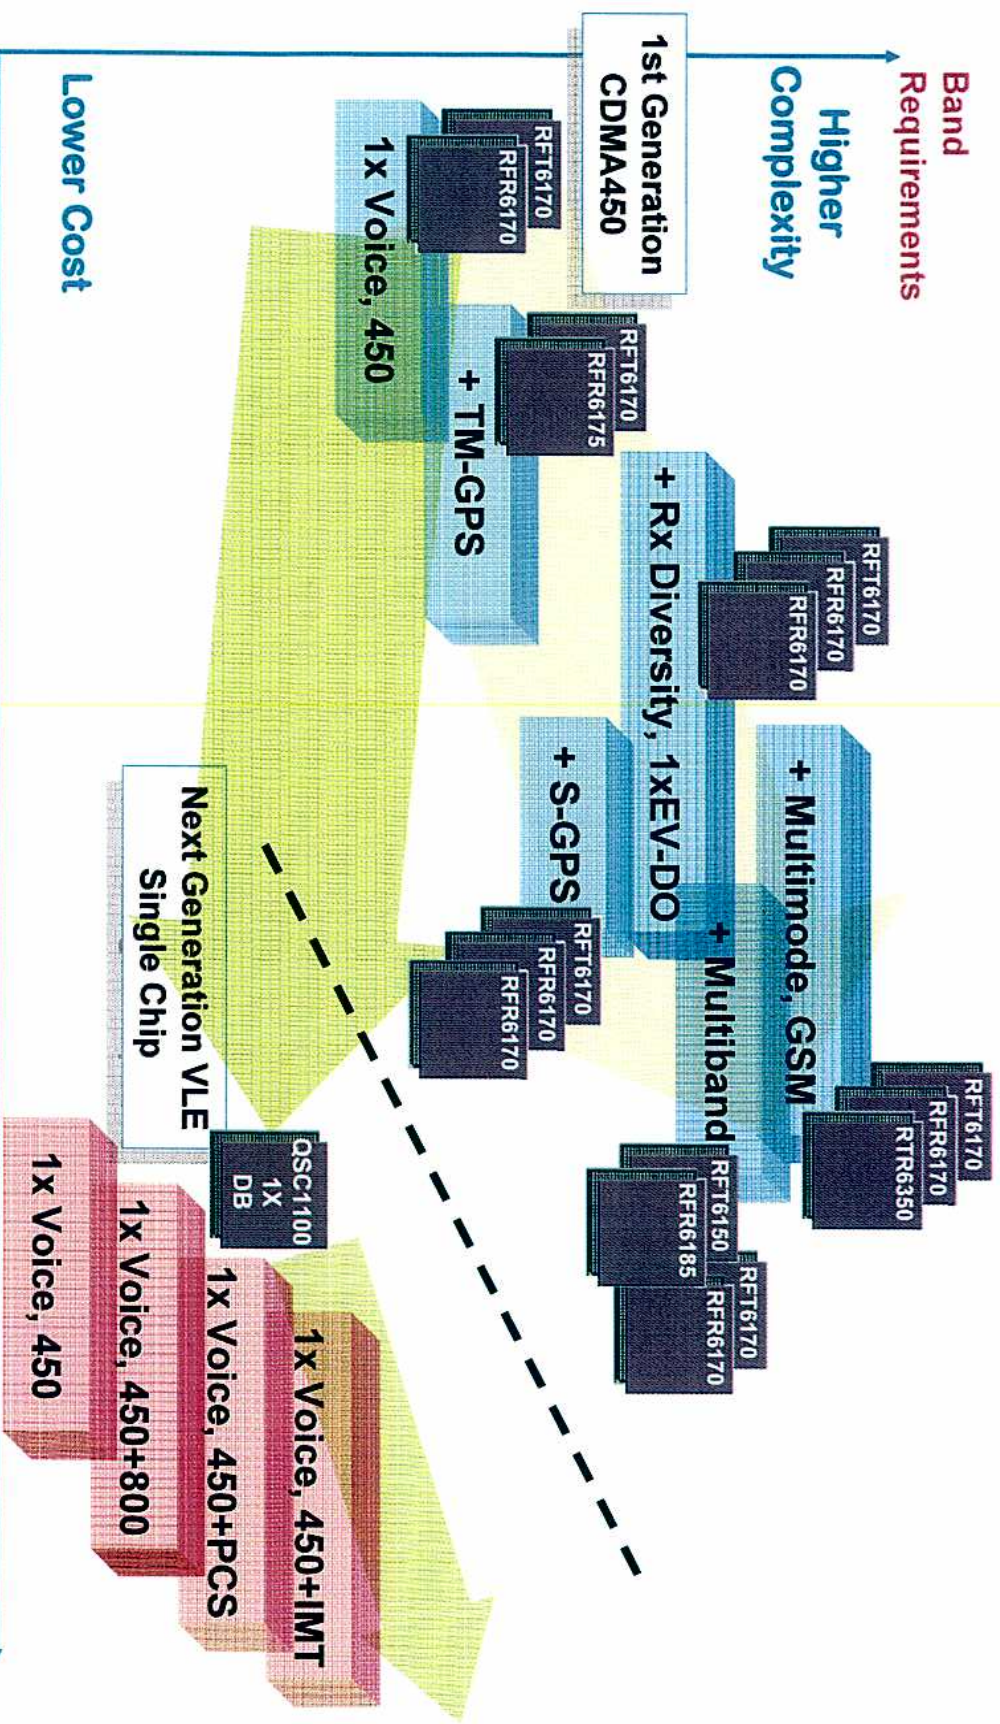 Band
Requirements
Higher
Complexity
1st Generation
CDMA450
Lower Cost
RFT6170
RFR6170
1x Voice, 450
RFT6170
RFR6175
+ TM-GPS
RFT6170
RFR6170
RFR6170
+ Rx Diversity, 1xEV-DO
+ S-GPS
RFT6170
RFR6170
RFR6170
+ Multimode, GSM
RFT6170
RFR6170
RTR6350
+ Multiband
RFT6150
RFR6185
RFT6170
RFR6170
Next Generation VLE
Single Chip
QSC1100
1X
DB
1x Voice, 450
1x Voice, 450+800
1x Voice, 450+PCS
1x Voice, 450+IMT